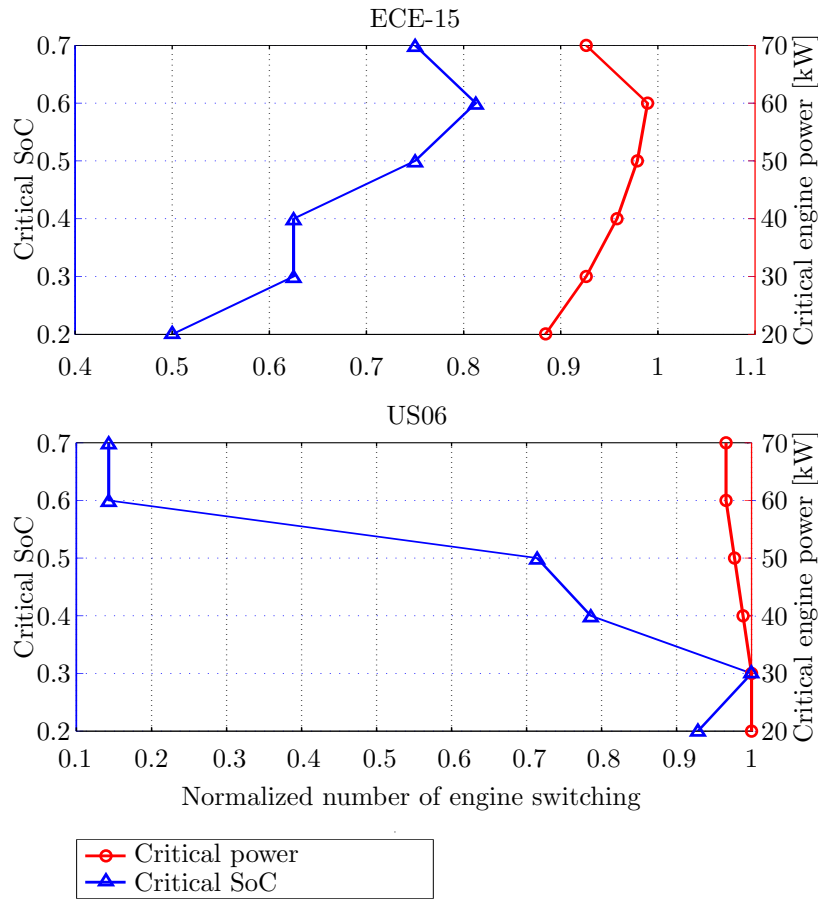 ECE-15
0.7
0.6
0.5
0.4
0.3
0.2
Critical SoC
70
60
50
40
30
20
Critical engine power [kW]
0.4 0.5 0.6 0.7 0.8 0.9 1 1.1
US06
0.7
0.6
0.5
0.4
0.3
0.2
Critical SoC
70
60
50
40
30
20
Critical engine power [kW]
0.1 0.2 0.3 0.4 0.5 0.6 0.7 0.8 0.9 1
Normalized number of engine switching
Critical power
Critical SoC